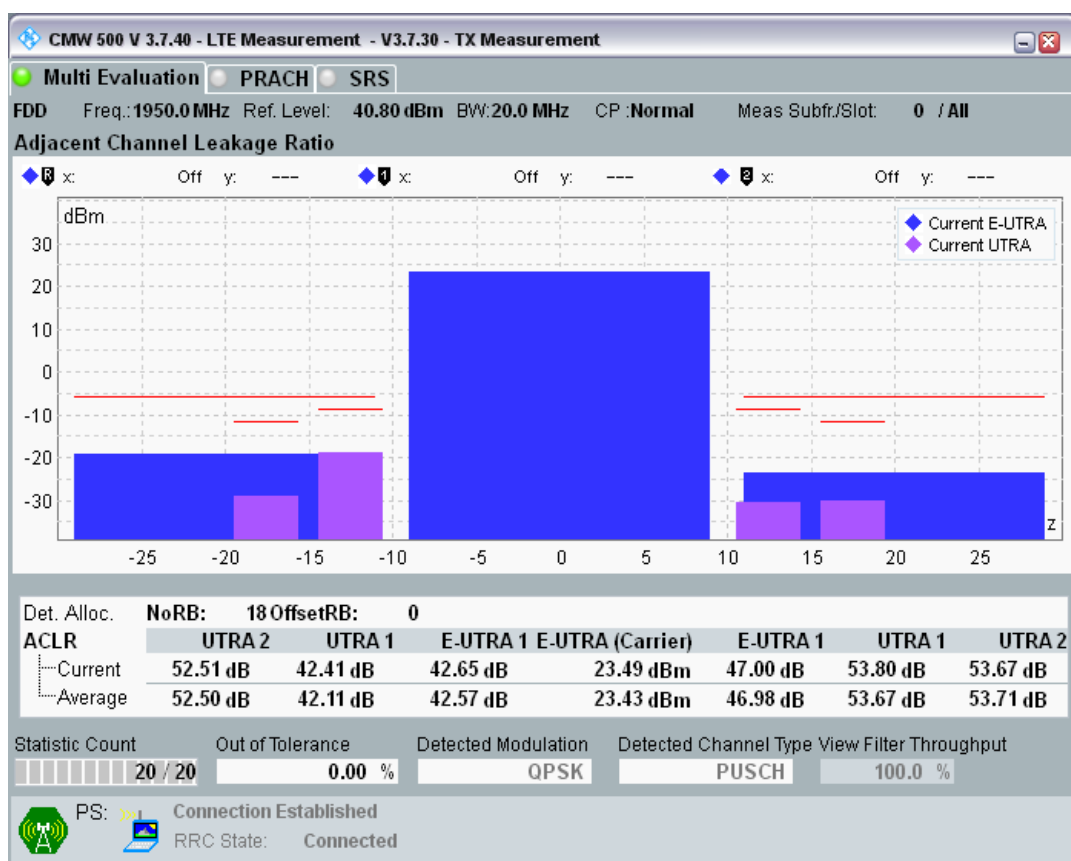 CMW 500 V 3.7.40 - LTE Measurement - V3.7.30 - TX Measurement
Multi Evaluation PRACH SRS
FDD Freq.: 1950.0 MHz Ref. Level: 40.80 dBm BW: 20.0 MHz CP : Normal Meas Subfr./Slot: 0 / All
Adjacent Channel Leakage Ratio
R x: Off y: --- 1 x: Off y: --- 2 x: Off y: ---
dBm
Current E-UTRA
Current UTRA
30
20
10
0
-10
-20
-30
z
-25 -20 -15 -10 -5 0 5 10 15 20 25
Det. Alloc. NoRB: 18 OffsetRB: 0
ACLR UTRA 2 UTRA 1 E-UTRA 1 E-UTRA (Carrier) E-UTRA 1 UTRA 1 UTRA 2
Current 52.51 dB 42.41 dB 42.65 dB 23.49 dBm 47.00 dB 53.80 dB 53.67 dB
Average 52.50 dB 42.11 dB 42.57 dB 23.43 dBm 46.98 dB 53.67 dB 53.71 dB
Statistic Count Out of Tolerance Detected Modulation Detected Channel Type View Filter Throughput
20 / 20 0.00 % QPSK PUSCH 100.0 %
PS: Connection Established
RRC State: Connected